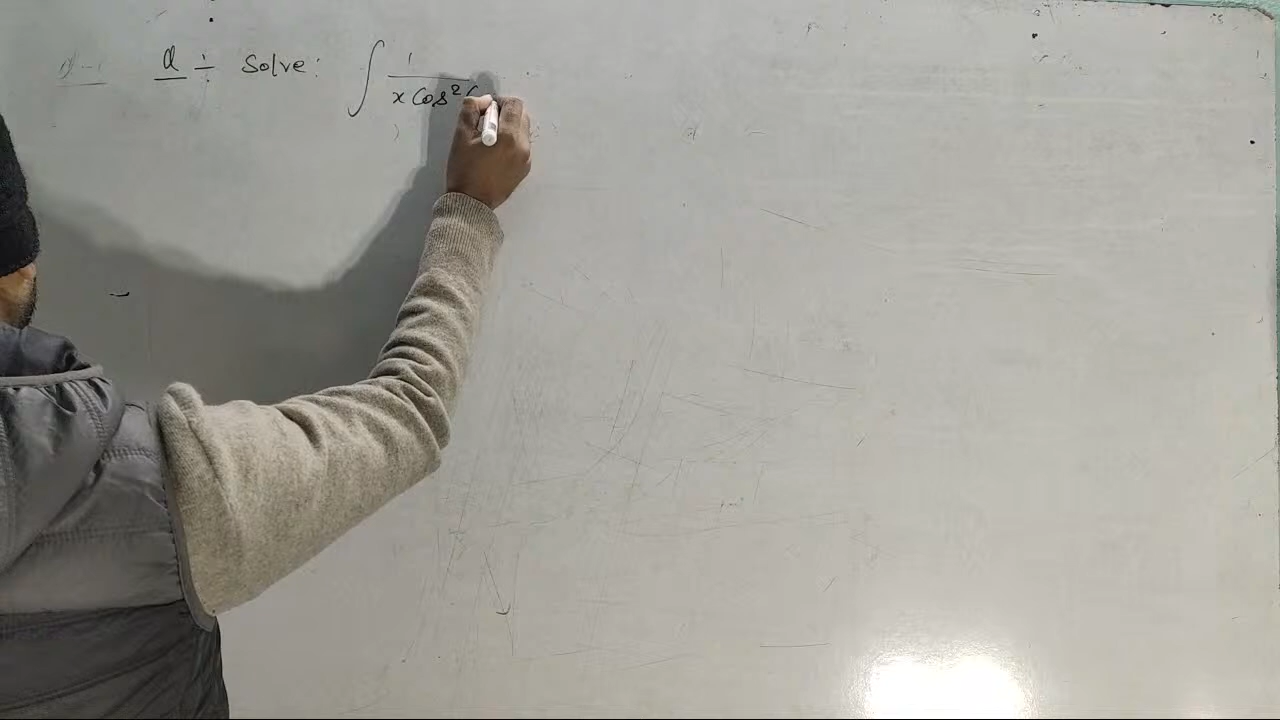 Q ÷ Solve: ∫ 1/(x Cos²(